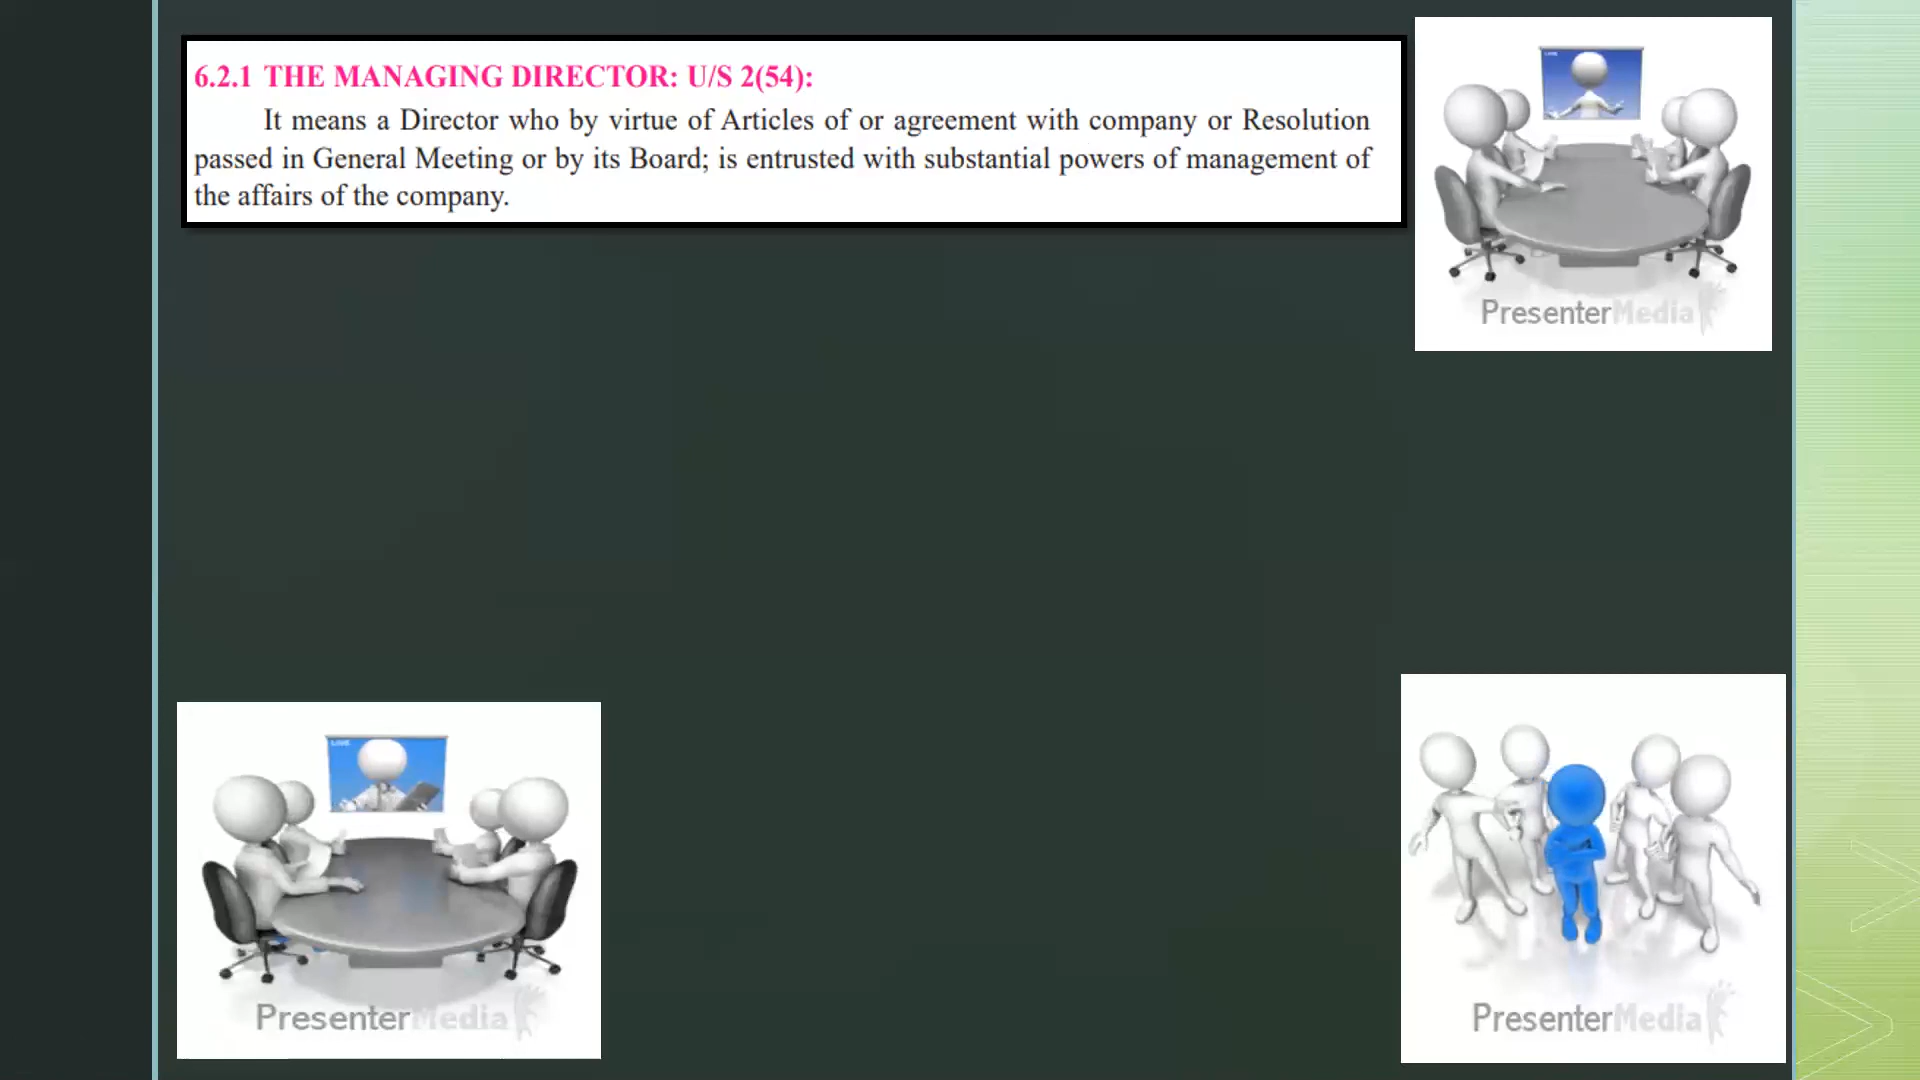 6.2.1 THE MANAGING DIRECTOR: U/S 2(54):
It means a Director who by virtue of Articles of or agreement with company or Resolution
passed in General Meeting or by its Board; is entrusted with substantial powers of management of
the affairs of the company.
LIVE
PresenterMedia
LIVE
PresenterMedia
PresenterMedia